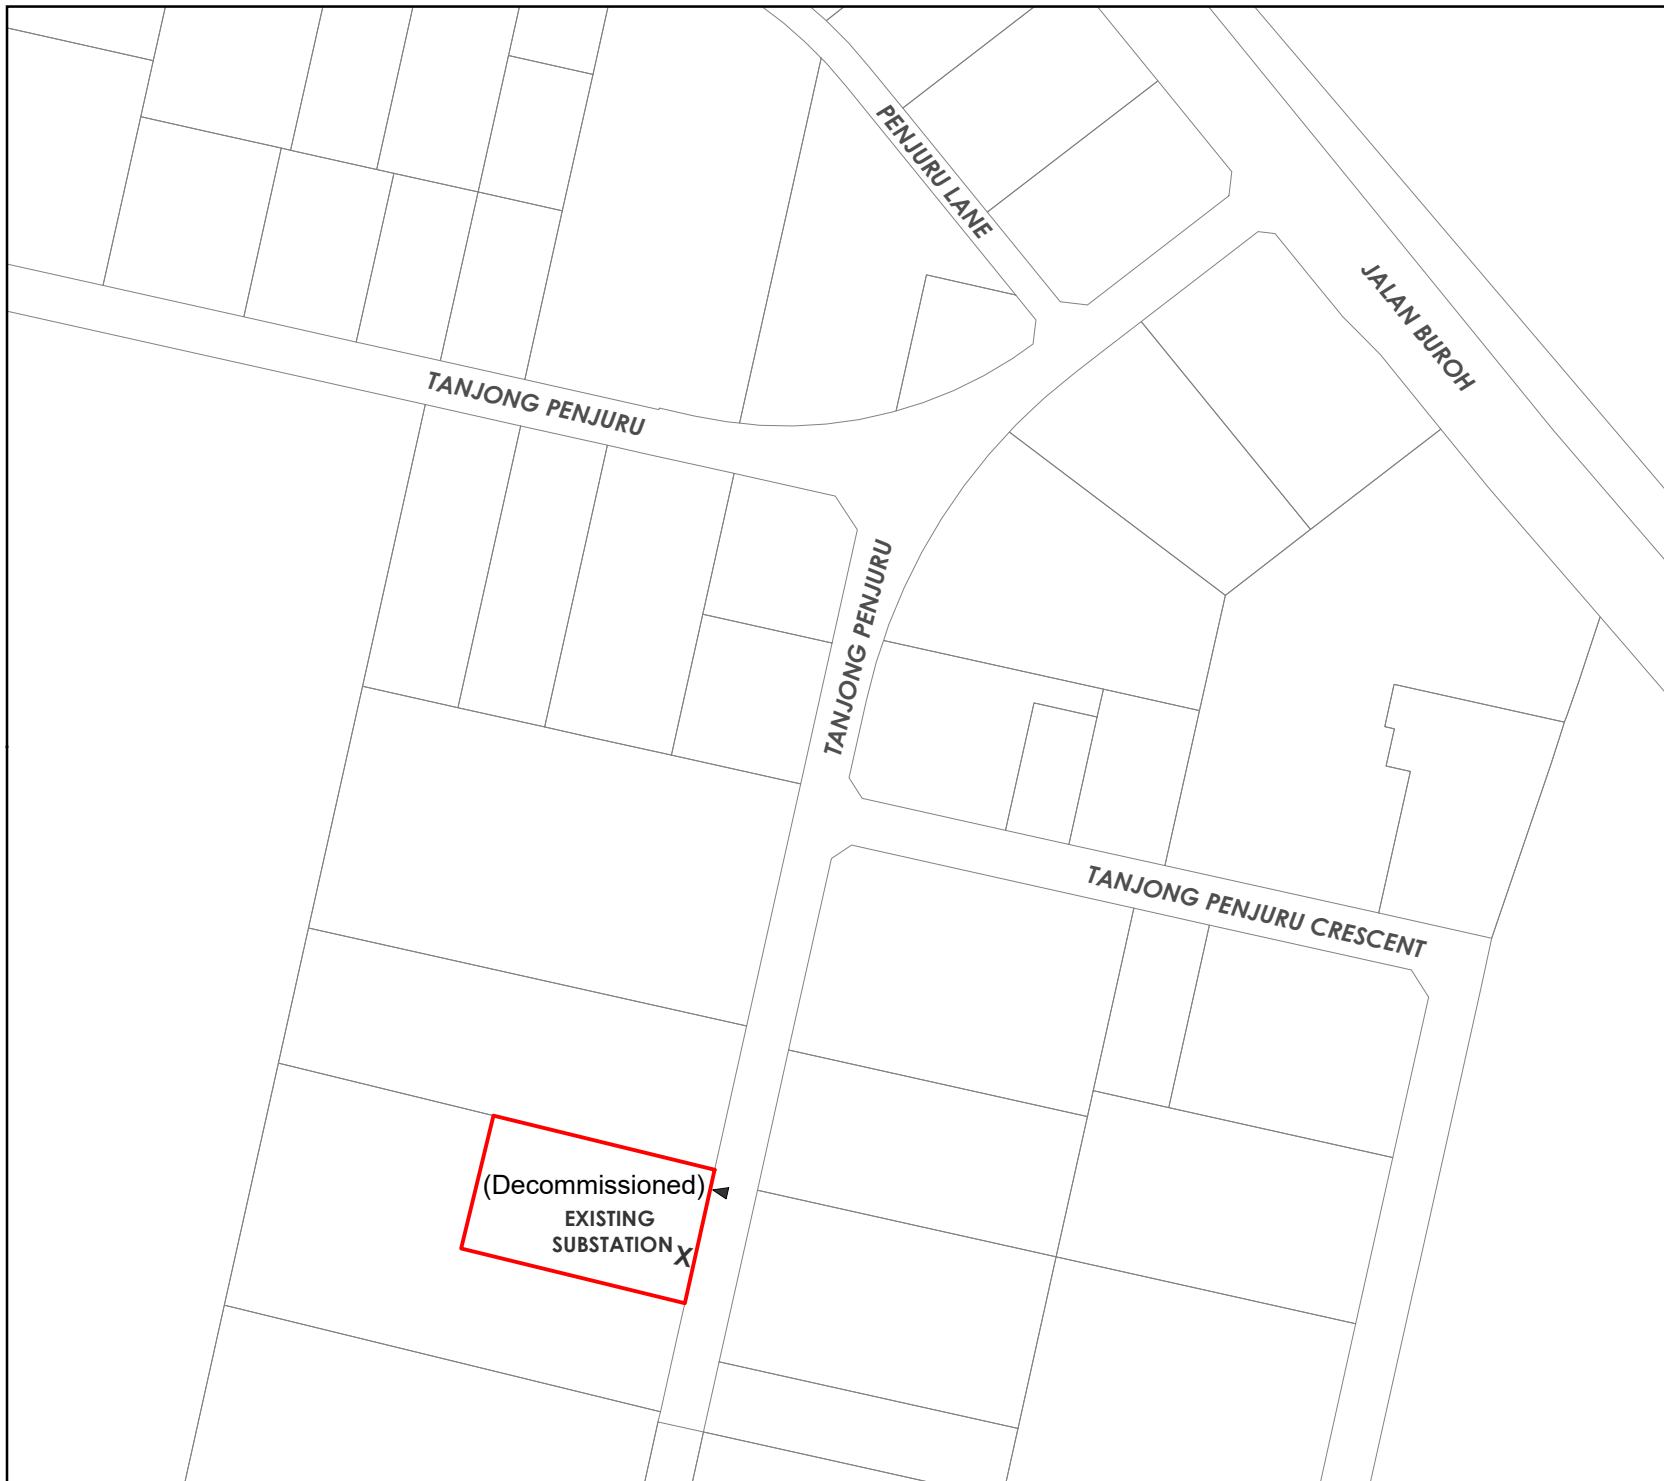 PENJURU LANE
JALAN BUROH
TANJONG PENJURU
TANJONG PENJURU
TANJONG PENJURU CRESCENT
(Decommissioned)
EXISTING
SUBSTATION
X